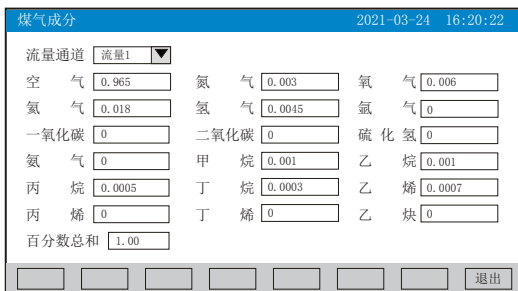 煤气成分 2021-03-24 16:20:22
流量通道 流量1
空气 0.965 氮气 0.003 氧气 0.006
氦气 0.018 氢气 0.0045 氩气 0
一氧化碳 0 二氧化碳 0 硫化氢 0
氨气 0 甲烷 0.001 乙烷 0.001
丙烷 0.0005 丁烷 0.0003 乙烯 0.0007
丙烯 0 丁烯 0 乙炔 0
百分数总和 1.00
退出